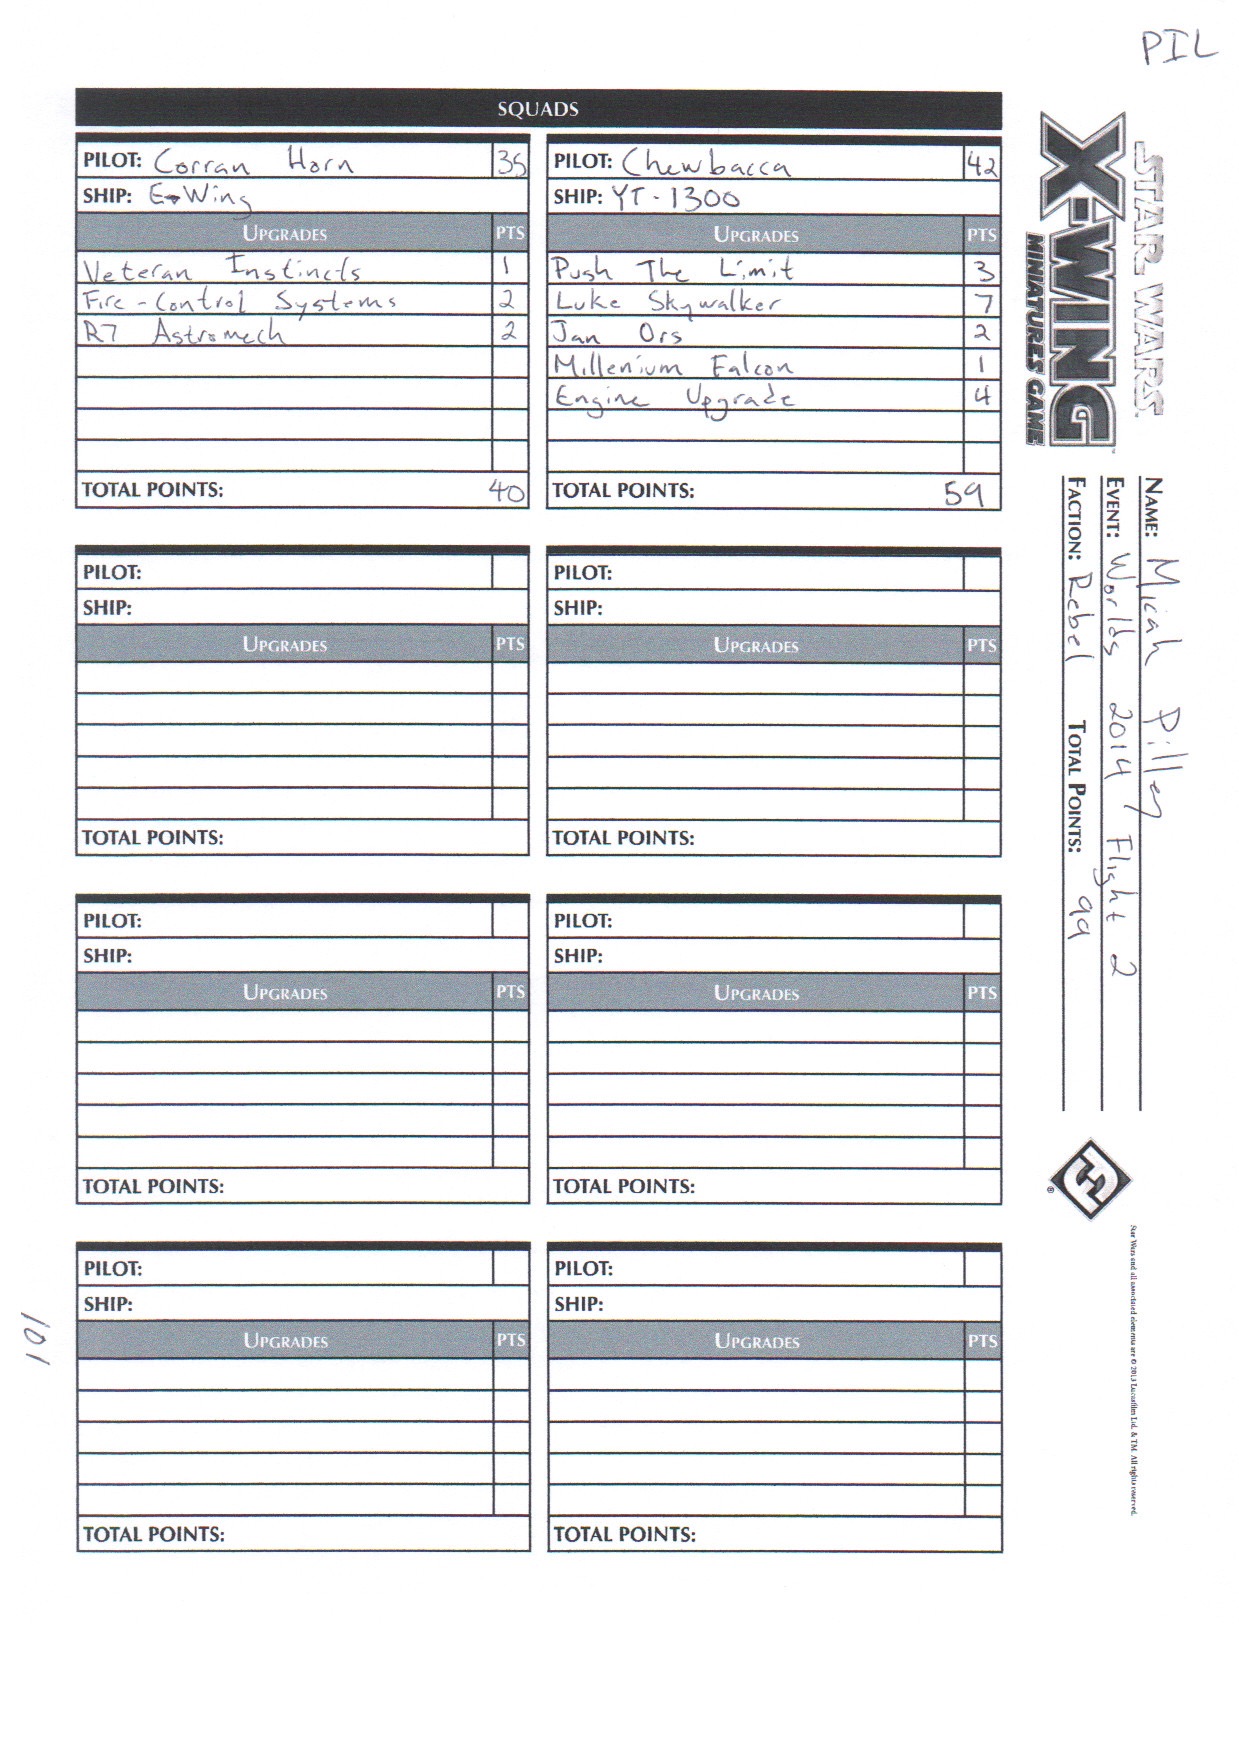 PIL
SQUADS
PILOT: Corran Horn 35
SHIP: E-Wing
UPGRADES PTS
Veteran Instincts 1
Fire-Control Systems 2
R7 Astromech 2
TOTAL POINTS: 40
PILOT: Chewbacca 42
SHIP: YT-1300
UPGRADES PTS
Push The Limit 3
Luke Skywalker 7
Jan Ors 2
Millenium Falcon 1
Engine Upgrade 4
TOTAL POINTS: 59
PILOT:
SHIP:
UPGRADES PTS
TOTAL POINTS:
PILOT:
SHIP:
UPGRADES PTS
TOTAL POINTS:
PILOT:
SHIP:
UPGRADES PTS
TOTAL POINTS:
PILOT:
SHIP:
UPGRADES PTS
TOTAL POINTS:
PILOT:
SHIP:
UPGRADES PTS
TOTAL POINTS:
PILOT:
SHIP:
UPGRADES PTS
TOTAL POINTS:
STAR WARS
X-WING
MINIATURES GAME
NAME: Micah Pilley
EVENT: Worlds 2014 Flight 2
FACTION: Rebel TOTAL POINTS: 99
Star Wars and all associated elements are © 2013 Lucasfilm Ltd. & TM. All rights reserved.
101